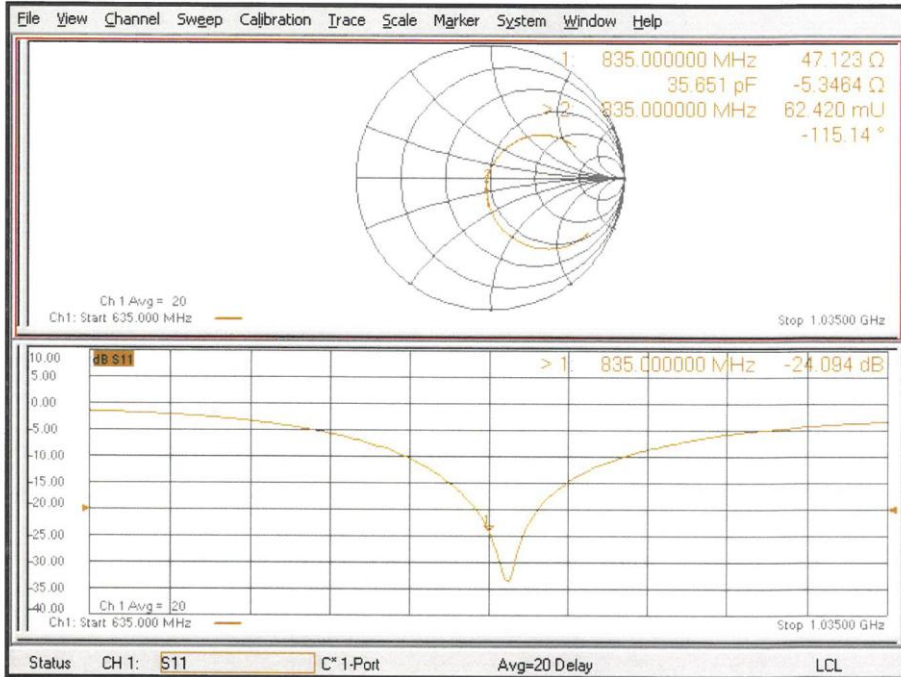 File View Channel Sweep Calibration Trace Scale Marker System Window Help
1: 835.000000 MHz 47.123 Ω
35.651 pF -5.3464 Ω
> 2: 835.000000 MHz 62.420 mU
-115.14 °
Ch 1 Avg = 20
Ch1: Start 635.000 MHz
Stop 1.03500 GHz
10.00
dB S11
> 1: 835.000000 MHz -24.094 dB
5.00
0.00
-5.00
-10.00
-15.00
-20.00
-25.00
1
-30.00
-35.00
-40.00
Ch 1 Avg = 20
Ch1: Start 635.000 MHz
Stop 1.03500 GHz
Status CH 1: S11 C* 1-Port Avg=20 Delay LCL